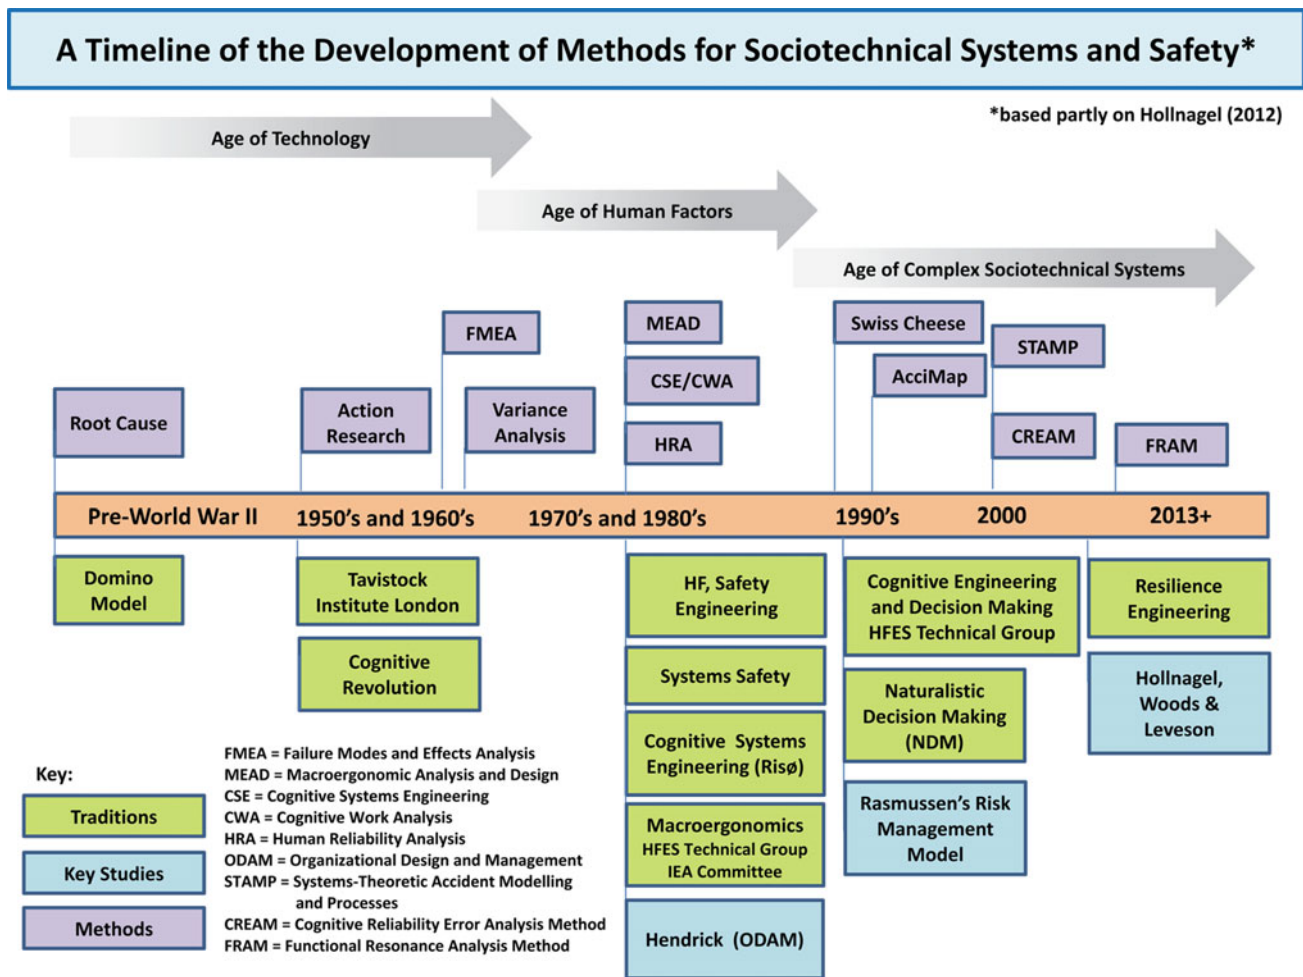 A Timeline of the Development of Methods for Sociotechnical Systems and Safety*
*based partly on Hollnagel (2012)
Age of Technology
Age of Human Factors
Age of Complex Sociotechnical Systems
FMEA
MEAD
Swiss Cheese
STAMP
CSE/CWA
AcciMap
Root Cause
Action
Research
Variance
Analysis
HRA
CREAM
FRAM
Pre-World War II
1950's and 1960's
1970's and 1980's
1990's
2000
2013+
Domino
Model
Tavistock
Institute London
Cognitive
Revolution
HF, Safety
Engineering
Systems Safety
Cognitive Systems
Engineering (Risø)
Macroergonomics
HFES Technical Group
IEA Committee
Hendrick (ODAM)
Cognitive Engineering
and Decision Making
HFES Technical Group
Naturalistic
Decision Making
(NDM)
Rasmussen's Risk
Management
Model
Resilience
Engineering
Hollnagel,
Woods &
Leveson
Key:
Traditions
Key Studies
Methods
FMEA = Failure Modes and Effects Analysis
MEAD = Macroergonomic Analysis and Design
CSE = Cognitive Systems Engineering
CWA = Cognitive Work Analysis
HRA = Human Reliability Analysis
ODAM = Organizational Design and Management
STAMP = Systems-Theoretic Accident Modelling
and Processes
CREAM = Cognitive Reliability Error Analysis Method
FRAM = Functional Resonance Analysis Method